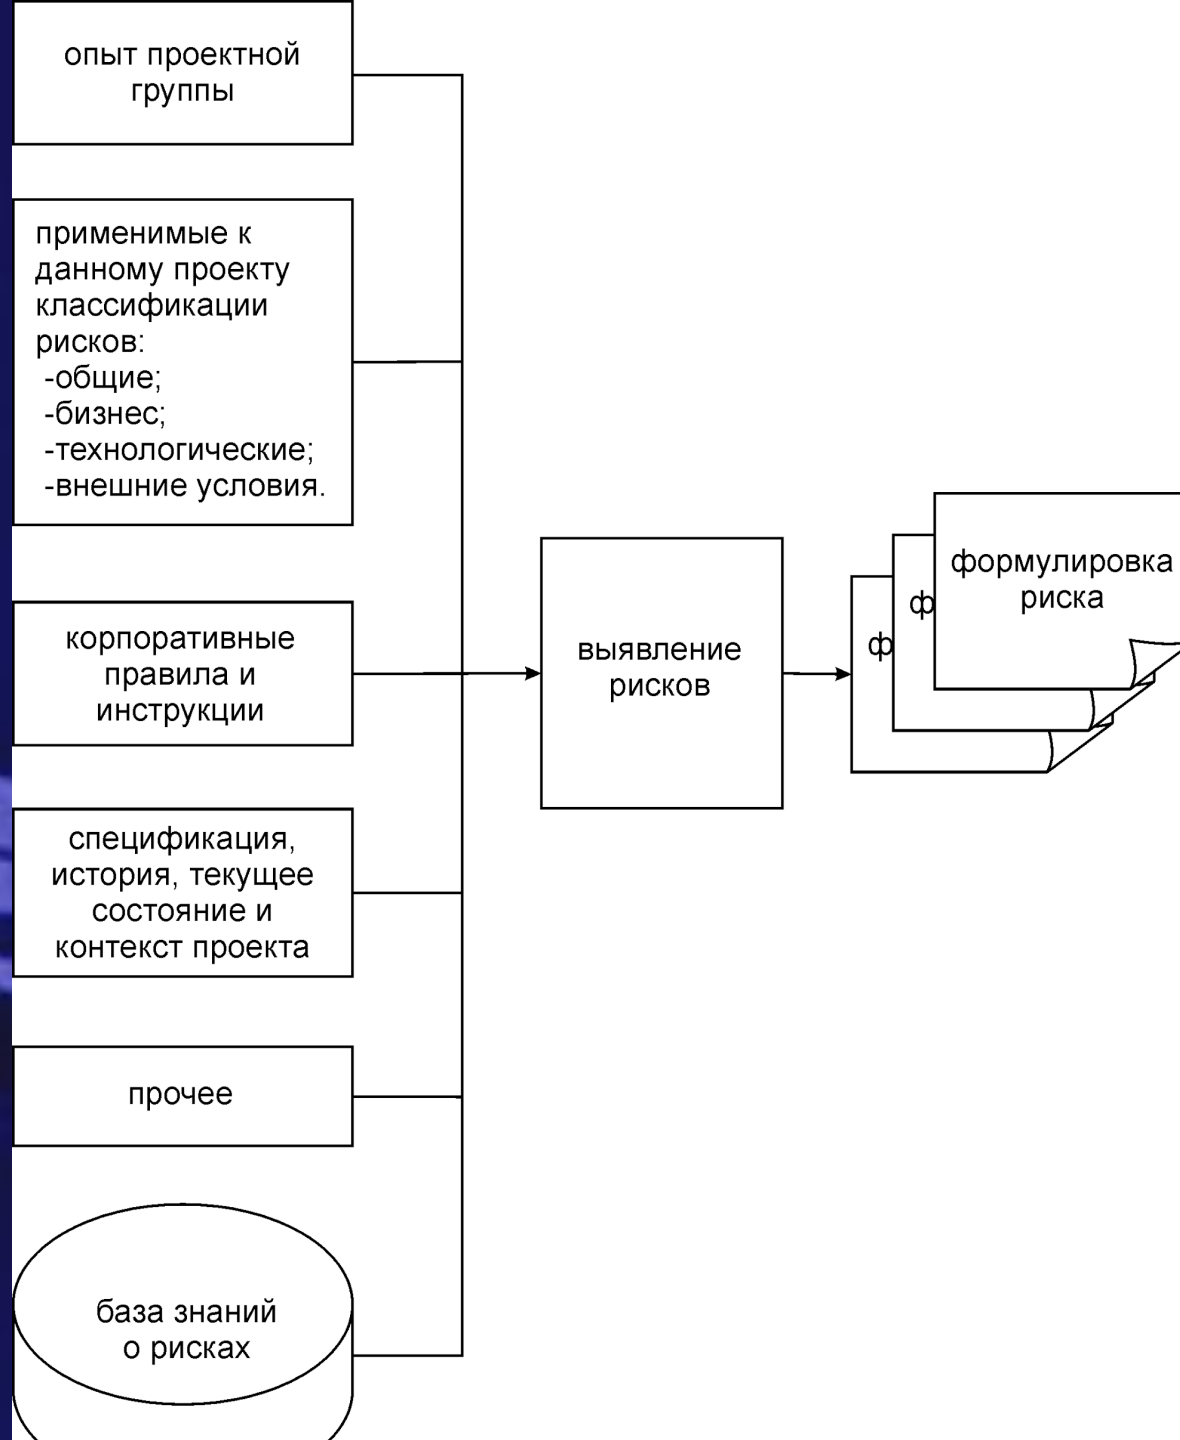 опыт проектной
группы
применимые к
данному проекту
классификации
рисков:
-общие;
-бизнес;
-технологические;
-внешние условия.
корпоративные
правила и
инструкции
спецификация,
история, текущее
состояние и
контекст проекта
прочее
база знаний
о рисках
выявление
рисков
формулировка
риска
ф
ф